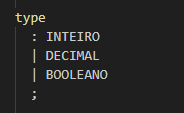 type
: INTEIRO
| DECIMAL
| BOOLEANO
;